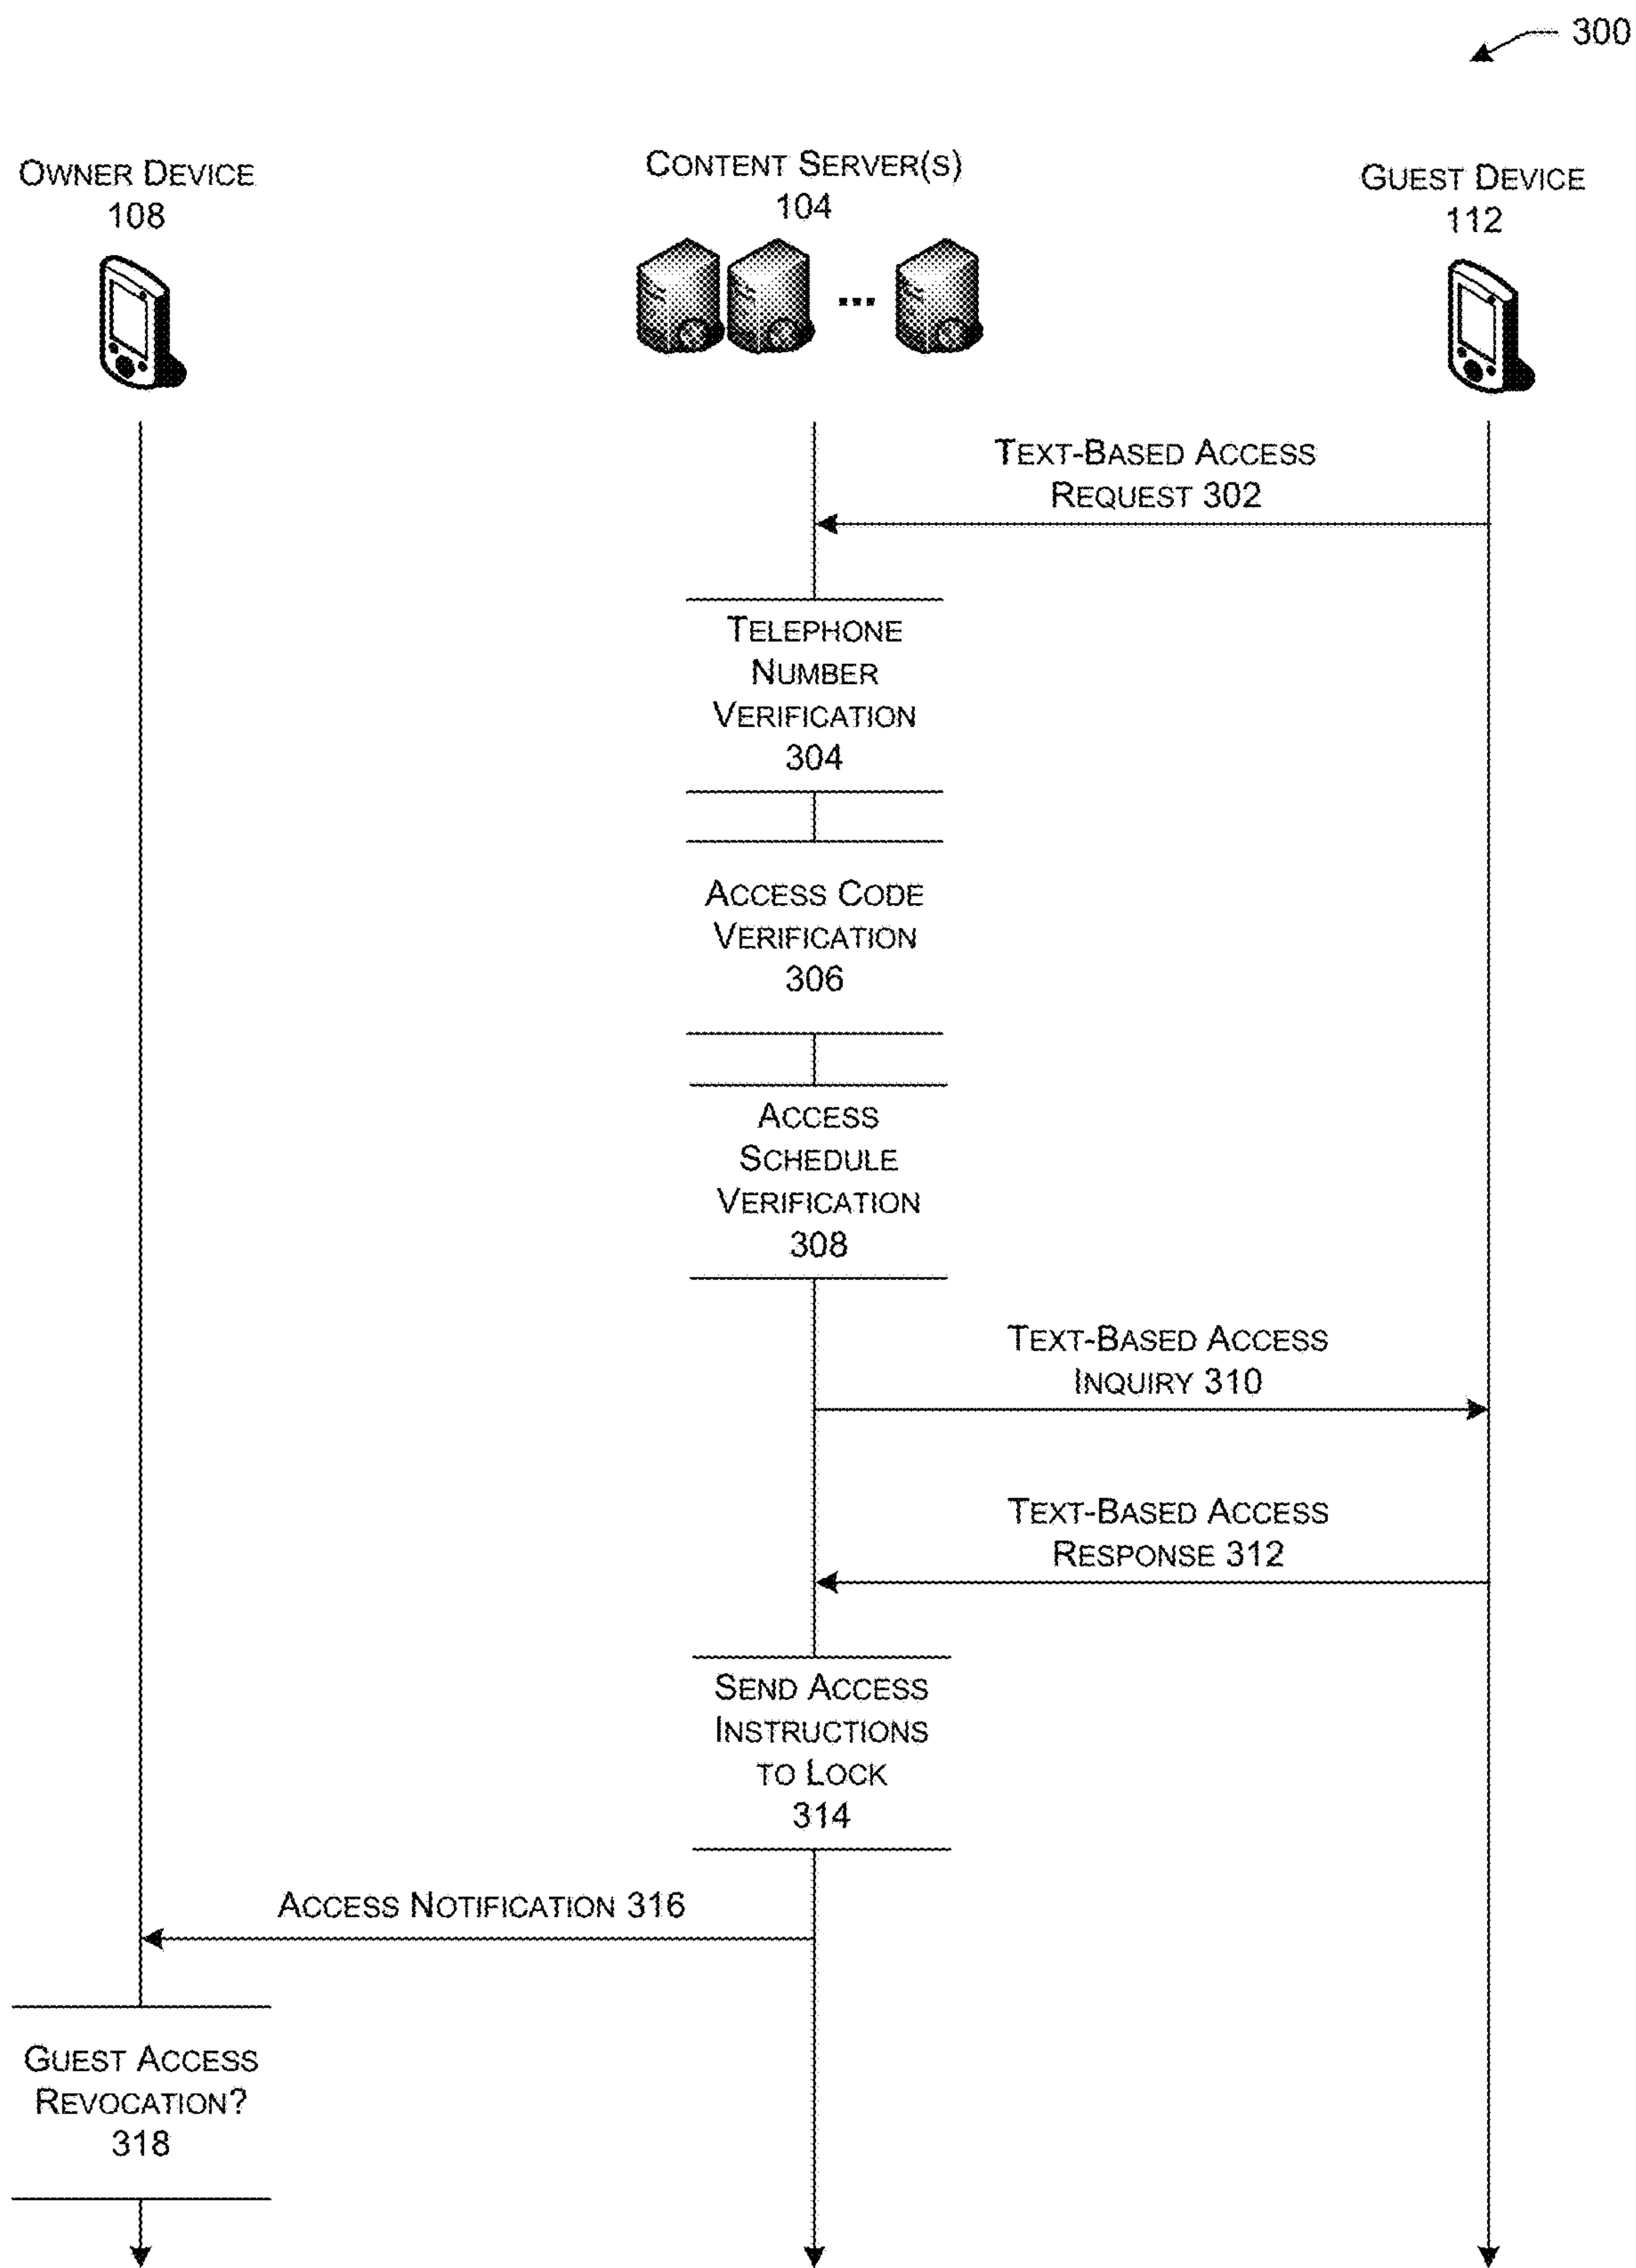 300
OWNER DEVICE
108
CONTENT SERVER(S)
104
GUEST DEVICE
112
...
TEXT-BASED ACCESS
REQUEST 302
TELEPHONE
NUMBER
VERIFICATION
304
ACCESS CODE
VERIFICATION
306
ACCESS
SCHEDULE
VERIFICATION
308
TEXT-BASED ACCESS
INQUIRY 310
TEXT-BASED ACCESS
RESPONSE 312
SEND ACCESS
INSTRUCTIONS
TO LOCK
314
ACCESS NOTIFICATION 316
GUEST ACCESS
REVOCATION?
318